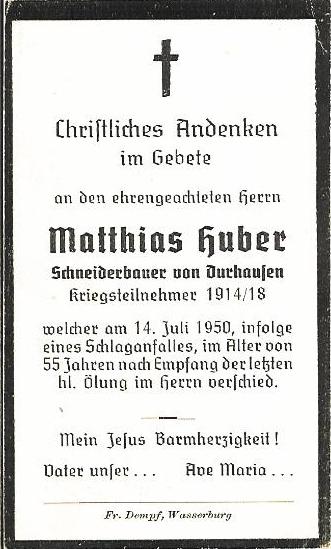 Christliches Andenken
im Gebete
an den ehrengeachteten Herrn
Matthias Huber
Schneiderbauer von Durhausen
Kriegsteilnehmer 1914/18
welcher am 14. Juli 1950, infolge
eines Schlaganfalles, im Alter von
55 Jahren nach Empfang der letzten
hl. Ölung im Herrn verschied.
Mein Jesus Barmherzigkeit!
Vater unser... Ave Maria...
Fr. Dempf, Wasserburg